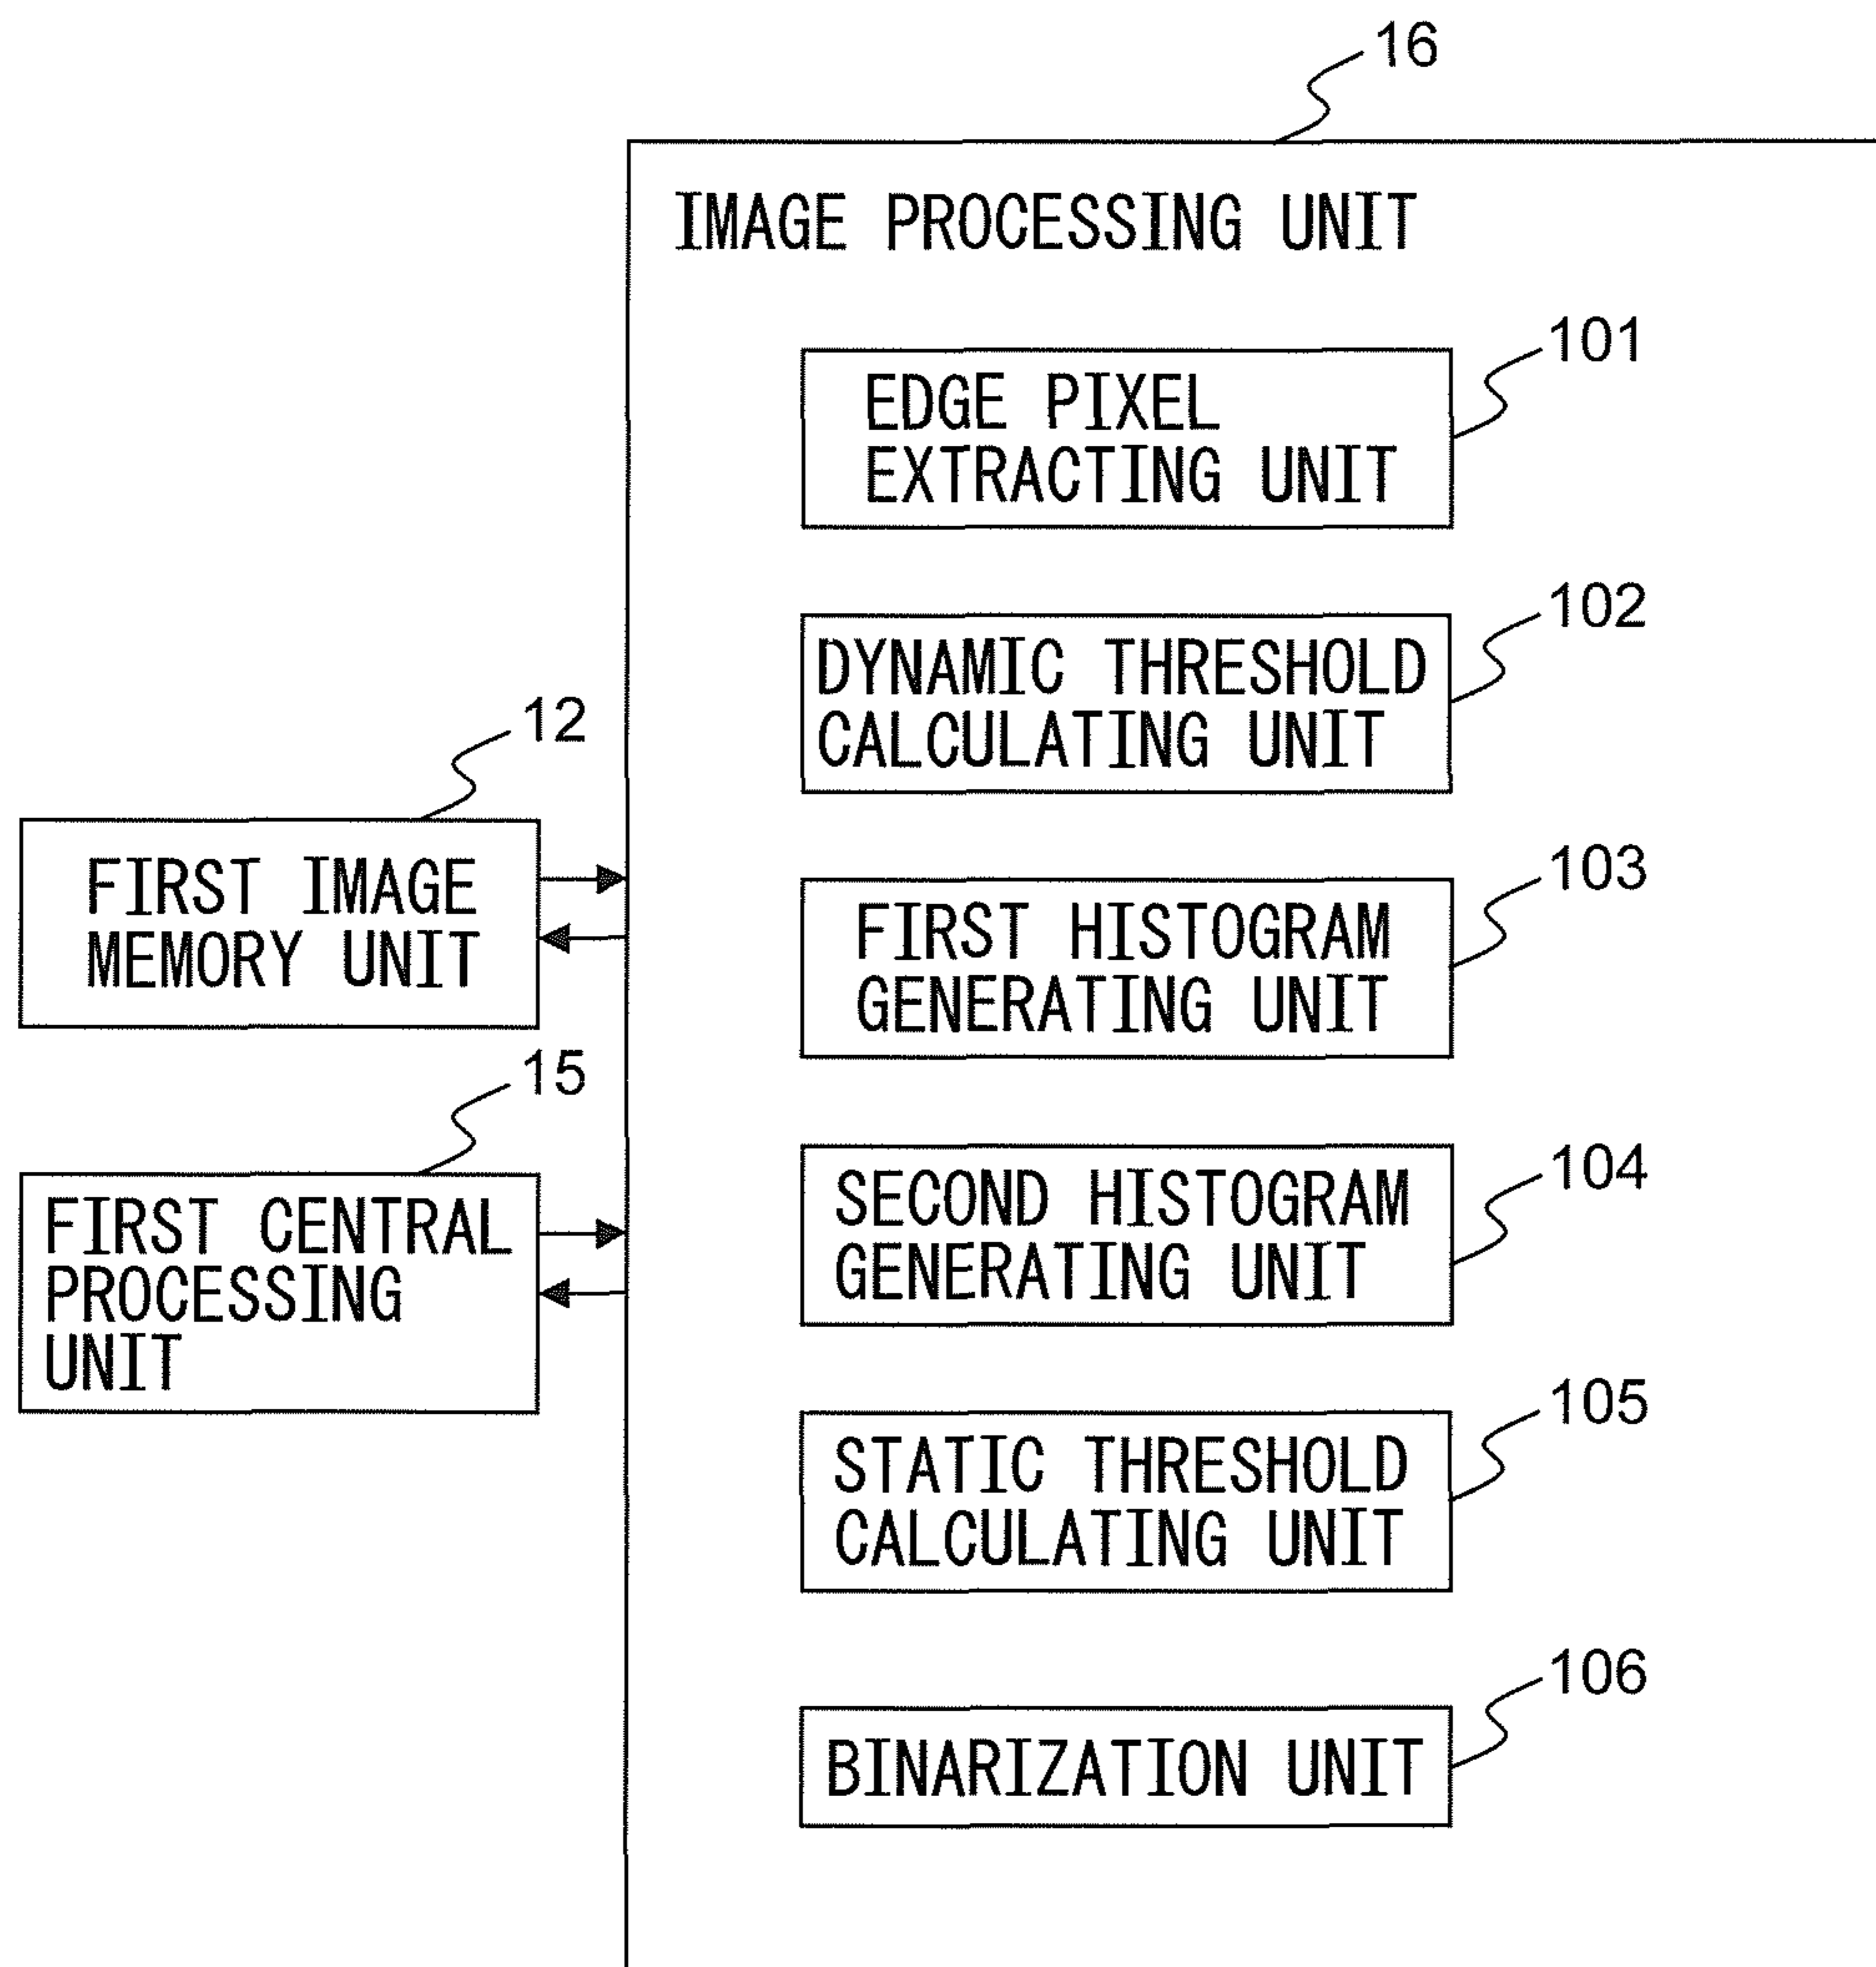 16
IMAGE PROCESSING UNIT
101
EDGE PIXEL
EXTRACTING UNIT
102
DYNAMIC THRESHOLD
CALCULATING UNIT
12
FIRST IMAGE
MEMORY UNIT
103
FIRST HISTOGRAM
GENERATING UNIT
15
FIRST CENTRAL
PROCESSING
UNIT
104
SECOND HISTOGRAM
GENERATING UNIT
105
STATIC THRESHOLD
CALCULATING UNIT
106
BINARIZATION UNIT